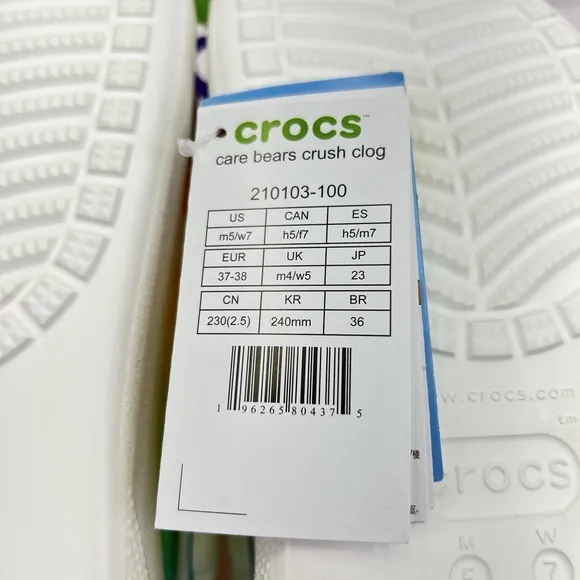 crocs™
care bears crush clog
210103-100
US CAN ES
m5/w7 h5/f7 h5/m7
EUR UK JP
37-38 m4/w5 23
CN KR BR
230(2.5) 240mm 36
1 96265 80437 5
www.crocs.com
crocs
M W
5 7